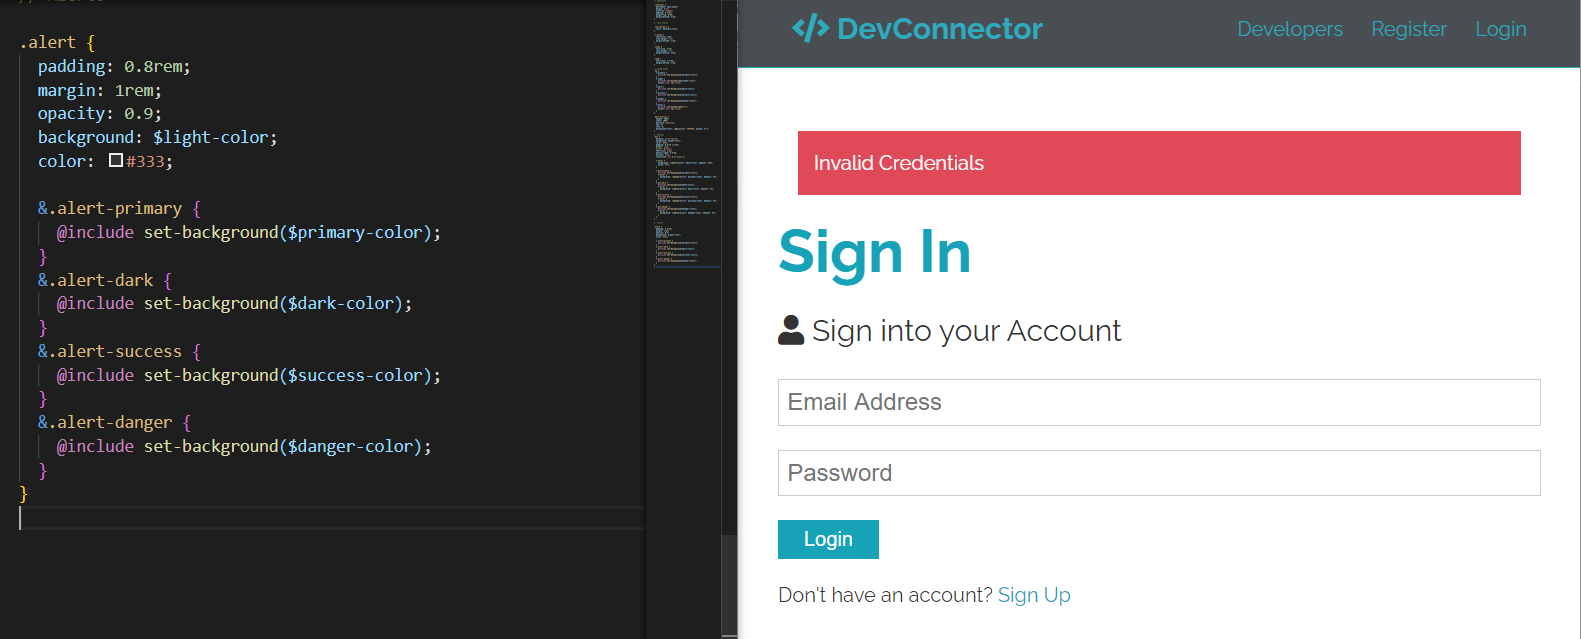 .alert {
padding: 0.8rem;
margin: 1rem;
opacity: 0.9;
background: $light-color;
color: #333;
&.alert-primary {
@include set-background($primary-color);
}
&.alert-dark {
@include set-background($dark-color);
}
&.alert-success {
@include set-background($success-color);
}
&.alert-danger {
@include set-background($danger-color);
}
}
DevConnector
Developers Register Login
Invalid Credentials
Sign In
Sign into your Account
Email Address
Password
Login
Don't have an account? Sign Up